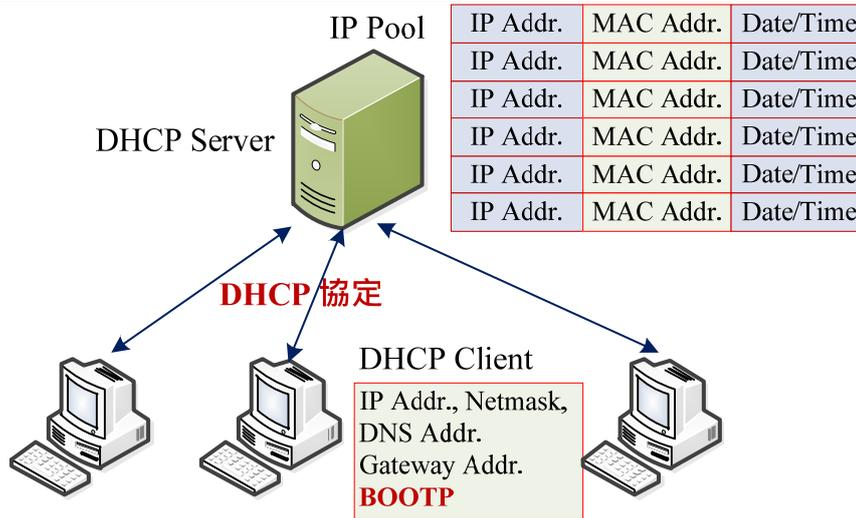 IP Pool
IP Addr. MAC Addr. Date/Time
IP Addr. MAC Addr. Date/Time
IP Addr. MAC Addr. Date/Time
IP Addr. MAC Addr. Date/Time
IP Addr. MAC Addr. Date/Time
IP Addr. MAC Addr. Date/Time
DHCP Server
DHCP 協定
DHCP Client
IP Addr., Netmask,
DNS Addr.
Gateway Addr.
BOOTP